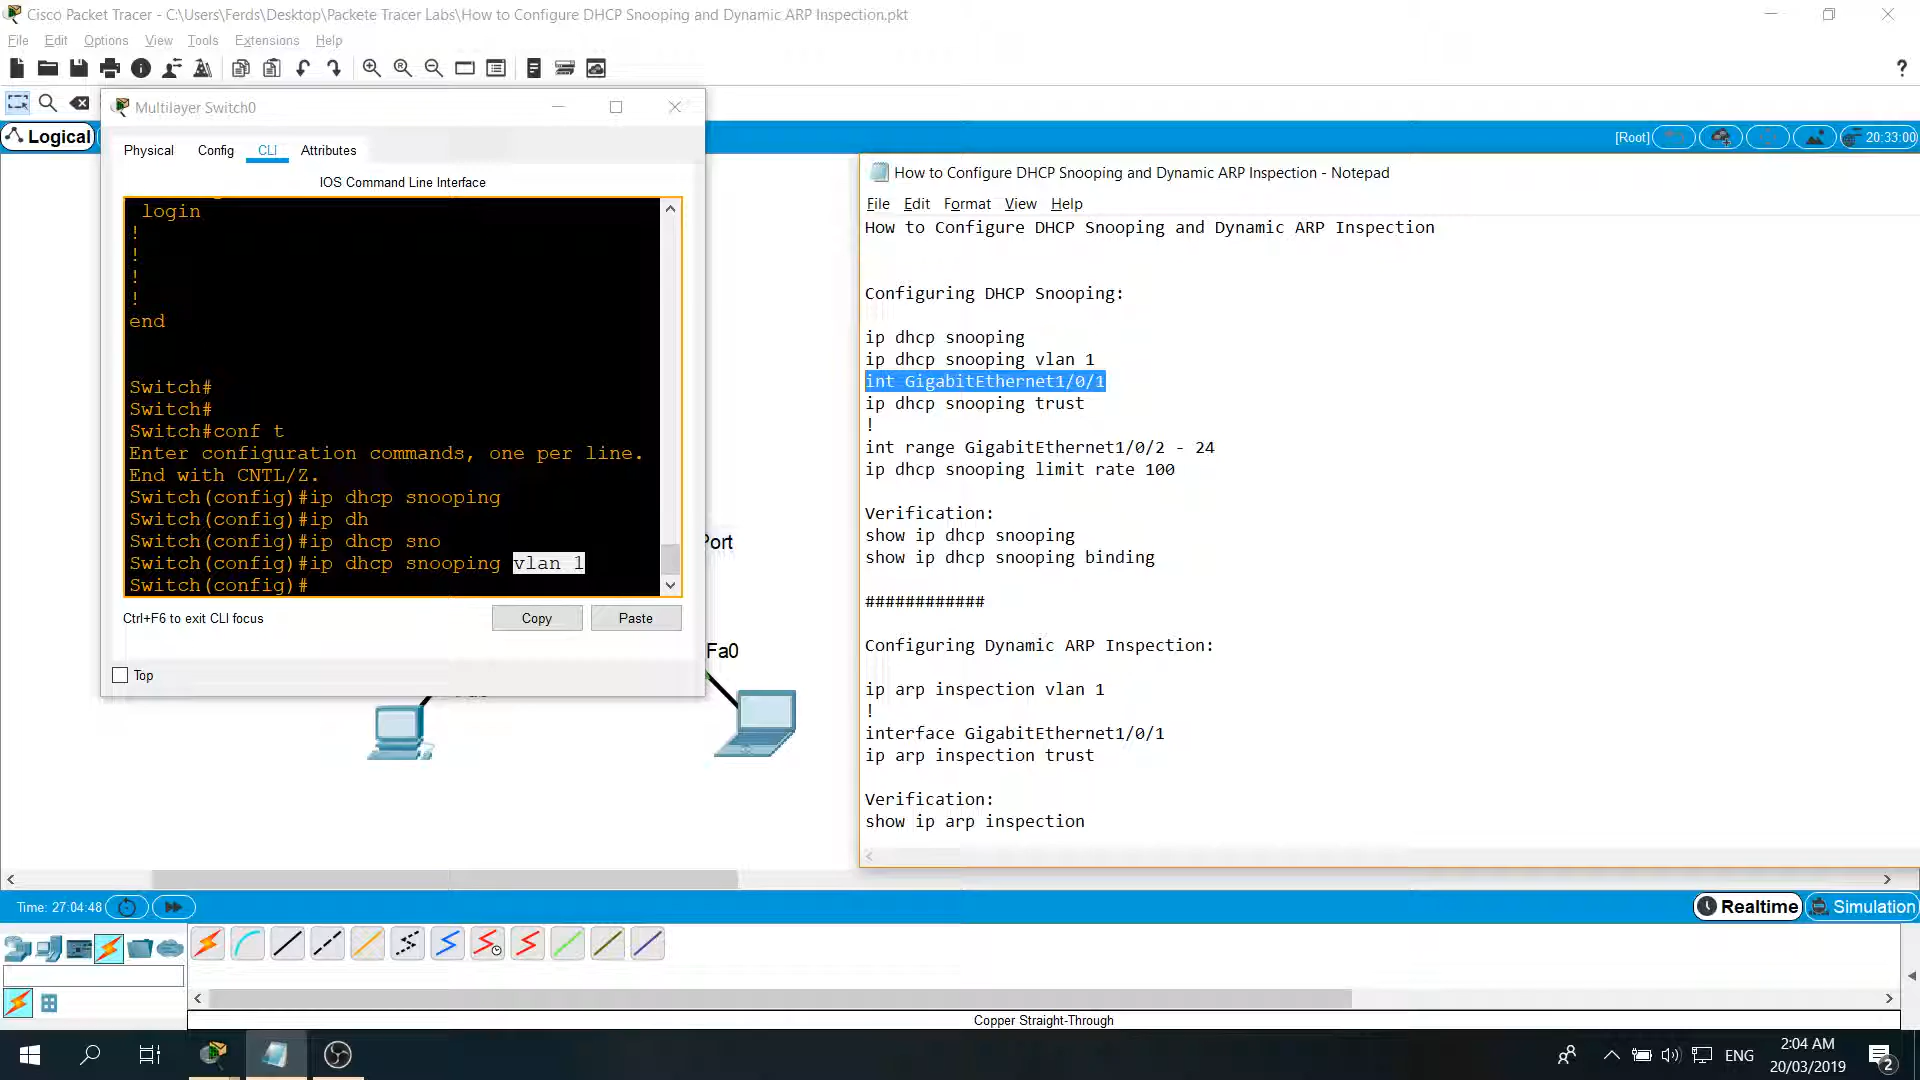 Cisco Packet Tracer - C:\Users\Ferds\Desktop\Packete Tracer Labs\How to Configure DHCP Snooping and Dynamic ARP Inspection.pkt
File Edit Options View Tools Extensions Help
Logical
[Root]
20:33:00
Multilayer Switch0
Physical Config CLI Attributes
IOS Command Line Interface
login
!
!
!
!
end
Switch#
Switch#
Switch#conf t
Enter configuration commands, one per line.
End with CNTL/Z.
Switch(config)#ip dhcp snooping
Switch(config)#ip dh
Switch(config)#ip dhcp sno
Switch(config)#ip dhcp snooping vlan 1
Switch(config)#
Ctrl+F6 to exit CLI focus
Copy
Paste
Top
Port
Fa0
How to Configure DHCP Snooping and Dynamic ARP Inspection - Notepad
File Edit Format View Help
How to Configure DHCP Snooping and Dynamic ARP Inspection
Configuring DHCP Snooping:
ip dhcp snooping
ip dhcp snooping vlan 1
int GigabitEthernet1/0/1
ip dhcp snooping trust
!
int range GigabitEthernet1/0/2 - 24
ip dhcp snooping limit rate 100
Verification:
show ip dhcp snooping
show ip dhcp snooping binding
############
Configuring Dynamic ARP Inspection:
ip arp inspection vlan 1
!
interface GigabitEthernet1/0/1
ip arp inspection trust
Verification:
show ip arp inspection
Time: 27:04:48
Realtime
Simulation
Copper Straight-Through
ENG
2:04 AM
20/03/2019
2